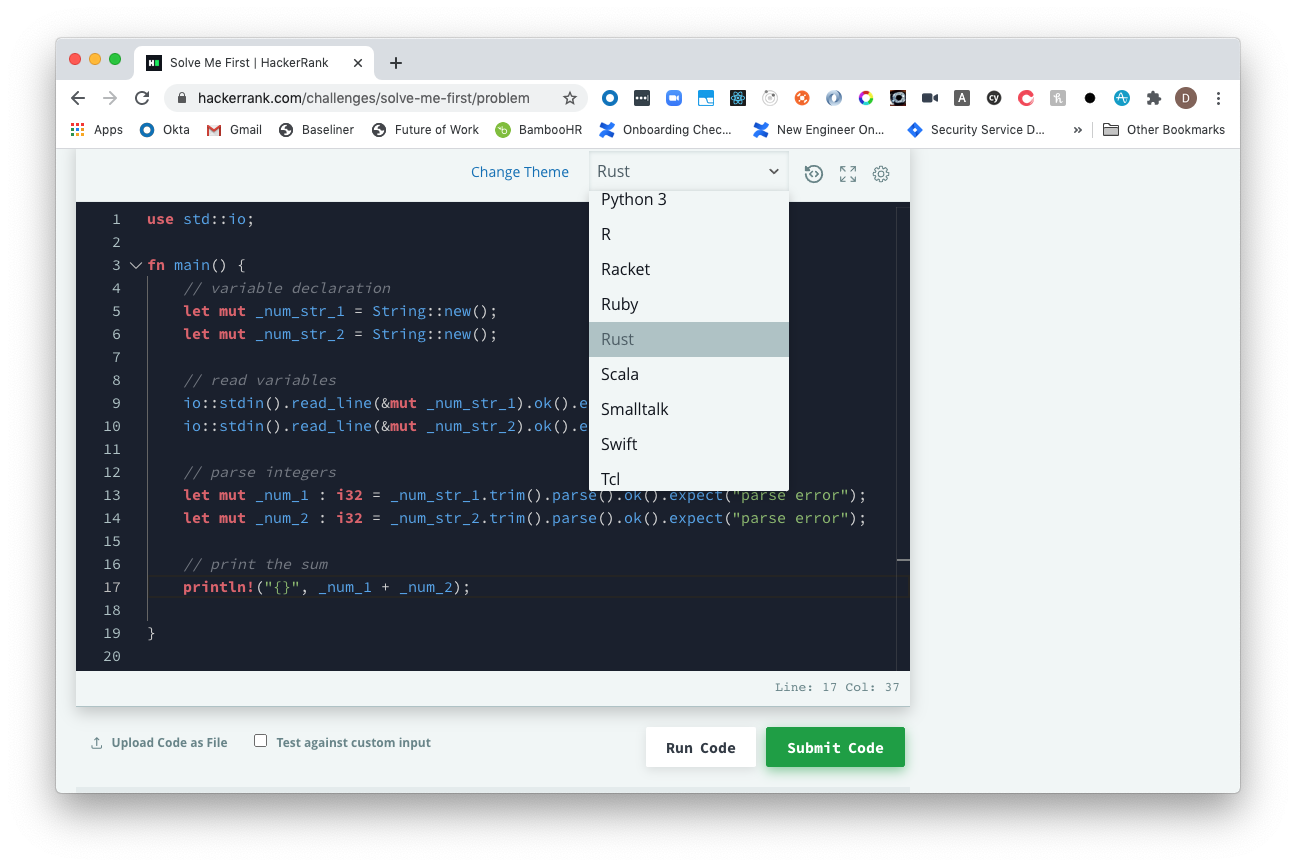 Solve Me First | HackerRank
hackerrank.com/challenges/solve-me-first/problem
D
Apps Okta Gmail Baseliner Future of Work BambooHR Onboarding Chec... New Engineer On... Security Service D... » Other Bookmarks
Change Theme Rust
Python 3
R
Racket
Ruby
Rust
Scala
Smalltalk
Swift
Tcl
1 use std::io;
2
3 fn main() {
4 // variable declaration
5 let mut _num_str_1 = String::new();
6 let mut _num_str_2 = String::new();
7
8 // read variables
9 io::stdin().read_line(&mut _num_str_1).ok().e
10 io::stdin().read_line(&mut _num_str_2).ok().e
11
12 // parse integers
13 let mut _num_1 : i32 = _num_str_1.trim().parse().ok().expect("parse error");
14 let mut _num_2 : i32 = _num_str_2.trim().parse().ok().expect("parse error");
15
16 // print the sum
17 println!("{}", _num_1 + _num_2);
18
19 }
20
Line: 17 Col: 37
Upload Code as File Test against custom input Run Code Submit Code